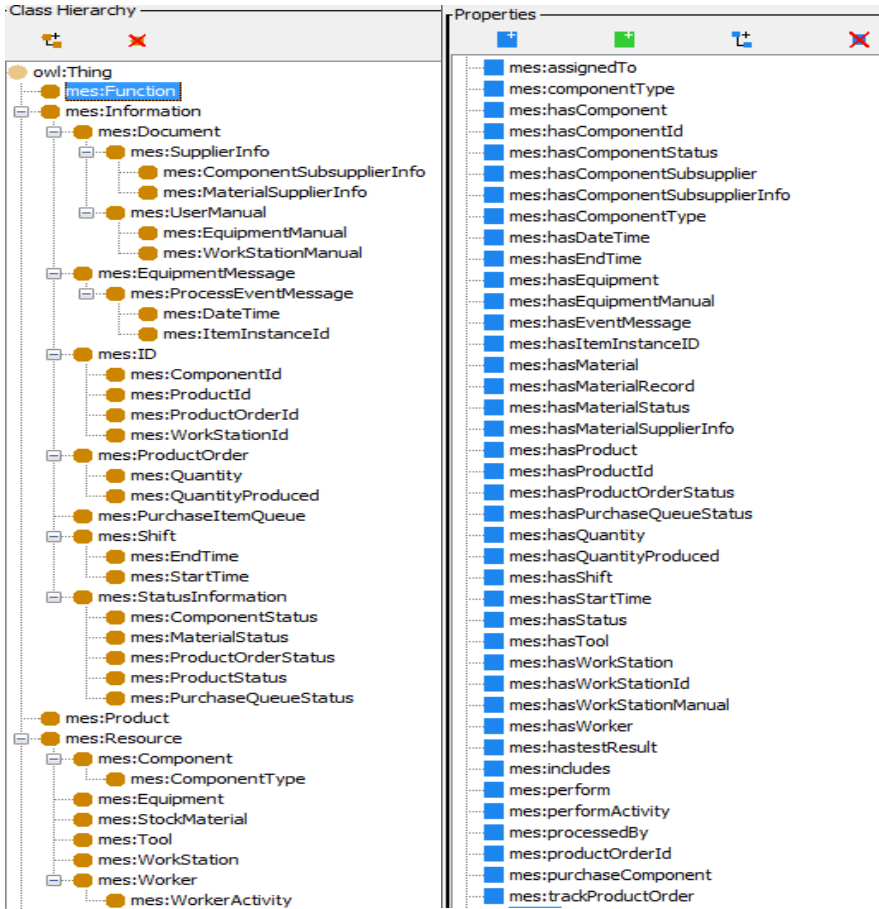 Class Hierarchy
owl:Thing
mes:Function
mes:Information
mes:Document
mes:SupplierInfo
mes:ComponentSubsupplierInfo
mes:MaterialSupplierInfo
mes:UserManual
mes:EquipmentManual
mes:WorkStationManual
mes:EquipmentMessage
mes:ProcessEventMessage
mes:DateTime
mes:ItemInstanceId
mes:ID
mes:ComponentId
mes:ProductId
mes:ProductOrderId
mes:WorkStationId
mes:ProductOrder
mes:Quantity
mes:QuantityProduced
mes:PurchaseItemQueue
mes:Shift
mes:EndTime
mes:StartTime
mes:StatusInformation
mes:ComponentStatus
mes:MaterialStatus
mes:ProductOrderStatus
mes:ProductStatus
mes:PurchaseQueueStatus
mes:Product
mes:Resource
mes:Component
mes:ComponentType
mes:Equipment
mes:StockMaterial
mes:Tool
mes:WorkStation
mes:Worker
mes:WorkerActivity
Properties
mes:assignedTo
mes:componentType
mes:hasComponent
mes:hasComponentId
mes:hasComponentStatus
mes:hasComponentSubsupplier
mes:hasComponentSubsupplierInfo
mes:hasComponentType
mes:hasDateTime
mes:hasEndTime
mes:hasEquipment
mes:hasEquipmentManual
mes:hasEventMessage
mes:hasItemInstanceID
mes:hasMaterial
mes:hasMaterialRecord
mes:hasMaterialStatus
mes:hasMaterialSupplierInfo
mes:hasProduct
mes:hasProductId
mes:hasProductOrderStatus
mes:hasPurchaseQueueStatus
mes:hasQuantity
mes:hasQuantityProduced
mes:hasShift
mes:hasStartTime
mes:hasStatus
mes:hasTool
mes:hasWorkStation
mes:hasWorkStationId
mes:hasWorkStationManual
mes:hasWorker
mes:hastestResult
mes:includes
mes:perform
mes:performActivity
mes:processedBy
mes:productOrderId
mes:purchaseComponent
mes:trackProductOrder